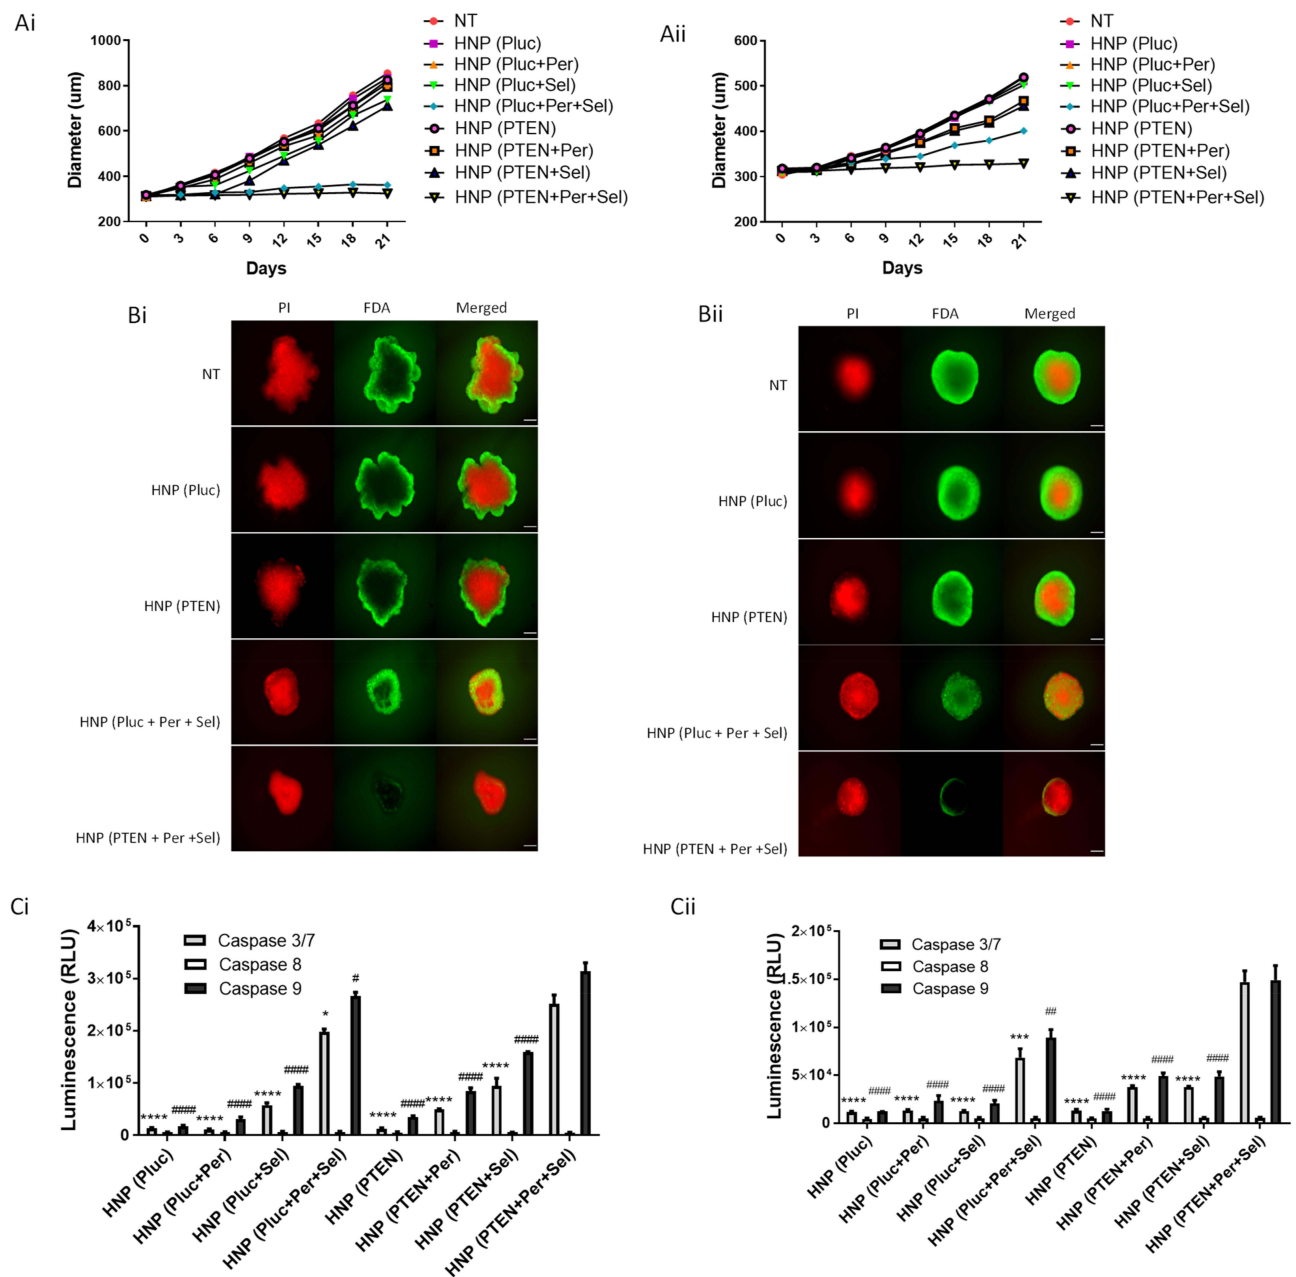 Ai
1000
800
600
400
200
Diameter (um)
0 3 6 9 12 15 18 21
Days
NT
HNP (Pluc)
HNP (Pluc+Per)
HNP (Pluc+Sel)
HNP (Pluc+Per+Sel)
HNP (PTEN)
HNP (PTEN+Per)
HNP (PTEN+Sel)
HNP (PTEN+Per+Sel)
Aii
600
500
400
300
200
Diameter (um)
0 3 6 9 12 15 18 21
Days
NT
HNP (Pluc)
HNP (Pluc+Per)
HNP (Pluc+Sel)
HNP (Pluc+Per+Sel)
HNP (PTEN)
HNP (PTEN+Per)
HNP (PTEN+Sel)
HNP (PTEN+Per+Sel)
Bi
PI FDA Merged
NT
HNP (Pluc)
HNP (PTEN)
HNP (Pluc + Per + Sel)
HNP (PTEN + Per +Sel)
Bii
PI FDA Merged
NT
HNP (Pluc)
HNP (PTEN)
HNP (Pluc + Per + Sel)
HNP (PTEN + Per +Sel)
Ci
4×10⁵
3×10⁵
2×10⁵
1×10⁵
0
Luminescence (RLU)
Caspase 3/7
Caspase 8
Caspase 9
**** #### **** #### **** #### * # **** #### **** #### **** ####
HNP (Pluc)
HNP (Pluc+Per)
HNP (Pluc+Sel)
HNP (Pluc+Per+Sel)
HNP (PTEN)
HNP (PTEN+Per)
HNP (PTEN+Sel)
HNP (PTEN+Per+Sel)
Cii
2×10⁵
1.5×10⁵
1×10⁵
5×10⁴
0
Luminescence (RLU)
Caspase 3/7
Caspase 8
Caspase 9
**** #### **** #### **** #### *** ## **** #### **** #### **** ####
HNP (Pluc)
HNP (Pluc+Per)
HNP (Pluc+Sel)
HNP (Pluc+Per+Sel)
HNP (PTEN)
HNP (PTEN+Per)
HNP (PTEN+Sel)
HNP (PTEN+Per+Sel)